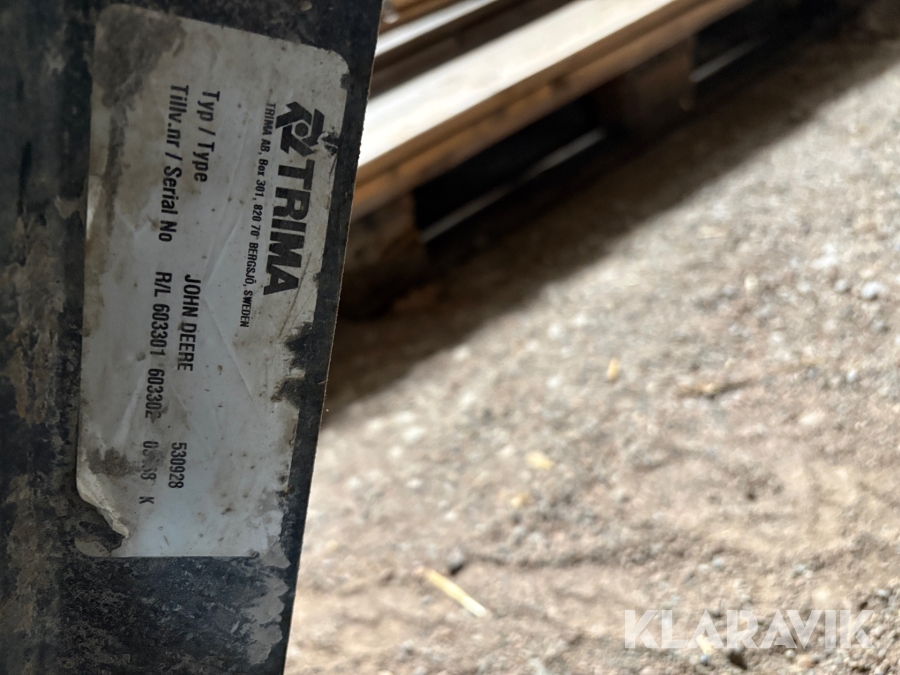 TRIMA
TRIMA AB, Box 301, 820 70 BERGSJÖ, SWEDEN
Typ / Type JOHN DEERE 530928
Tillv.nr / Serial No R/L 603301 603302 K
KLARAVIK